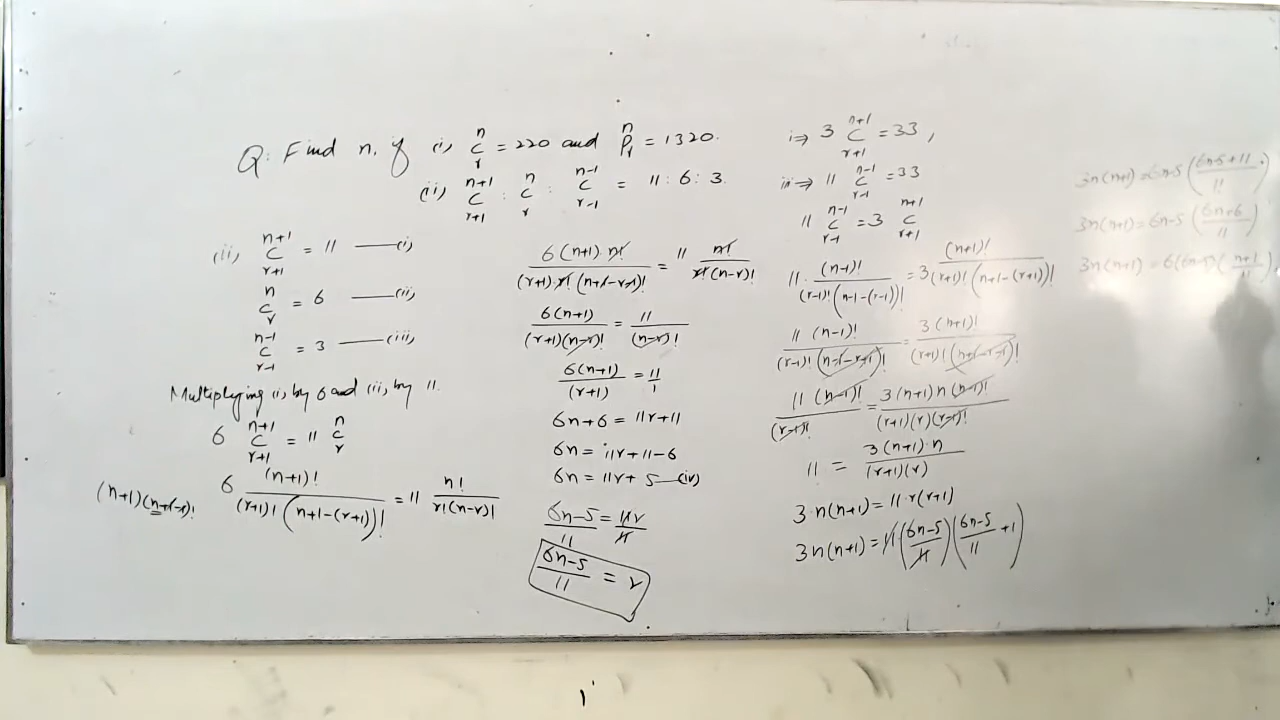 Q: Find n, if (i) ⁿCᵣ = 220 and ⁿPᵣ = 1320.
(ii) ⁿ⁺¹Cᵣ₊₁ : ⁿCᵣ : ⁿ⁻¹Cᵣ₋₁ = 11 : 6 : 3.
(ii) ⁿ⁺¹Cᵣ₊₁ = 11 —(i)
ⁿCᵣ = 6 —(ii)
ⁿ⁻¹Cᵣ₋₁ = 3 —(iii)
Multiplying (i) by 6 and (ii) by 11.
6 ⁿ⁺¹Cᵣ₊₁ = 11 ⁿCᵣ
6 (n+1)! / ((r+1)! (n+1-(r+1))!) = 11 n! / (r!(n-r)!)
6(n+1) n! / ((r+1) r! (n+1-r-1)!) = 11 n! / (r!(n-r)!)
6(n+1) / ((r+1)(n-r)!) = 11 / (n-r)!
6(n+1) / (r+1) = 11/1
6n+6 = 11r+11
6n = 11r+11-6
6n = 11r+5 —(iv)
(6n-5)/11 = 11r/11
(6n-5)/11 = r
i ⇒ 3 ⁿ⁺¹Cᵣ₊₁ = 33,
iii ⇒ 11 ⁿ⁻¹Cᵣ₋₁ = 33
11 ⁿ⁻¹Cᵣ₋₁ = 3 ⁿ⁺¹Cᵣ₊₁
11. (n-1)! / ((r-1)! (n-1-(r-1))!) = 3 (n+1)! / ((r+1)! (n+1-(r+1))!)
11 (n-1)! / ((r-1)! (n-1-r+1)!) = 3(n+1)! / ((r+1)! (n+1-r-1)!)
11 (n-1)! / (r-1)! = 3(n+1)n(n-1)! / ((r+1)(r)(r-1)!)
11 = 3(n+1)·n / ((r+1)(r))
3·n(n+1) = 11·r(r+1)
3n(n+1) = 11 ((6n-5)/11) ((6n-5)/11 + 1)
3n(n+1) = 6n-5 ((6n-5+11)/11)
3n(n+1) = 6n-5 ((6n+6)/11)
3n(n+1) = 6(6n-5)((n+1)/11)